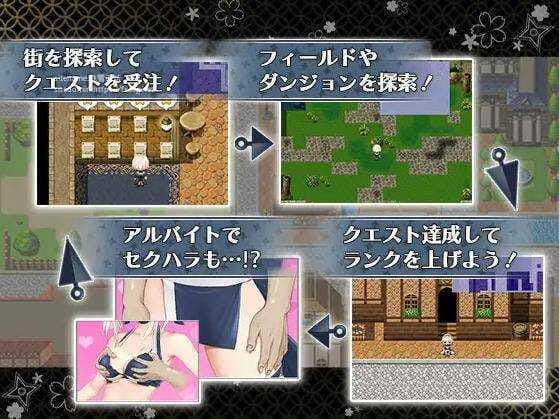 街を探索して
クエストを受注!
フィールドや
ダンジョンを探索!
アルバイトで
セクハラも…!?
クエスト達成して
ランクを上げよう!